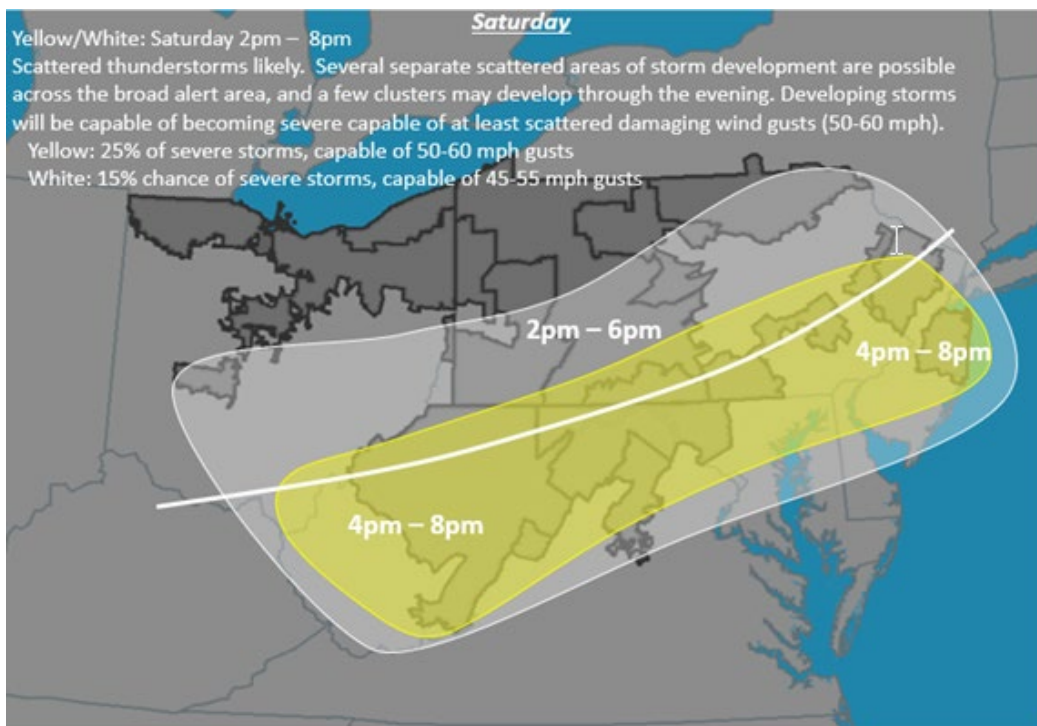 Saturday
Yellow/White: Saturday 2pm – 8pm
Scattered thunderstorms likely. Several separate scattered areas of storm development are possible
across the broad alert area, and a few clusters may develop through the evening. Developing storms
will be capable of becoming severe capable of at least scattered damaging wind gusts (50-60 mph).
Yellow: 25% of severe storms, capable of 50-60 mph gusts
White: 15% chance of severe storms, capable of 45-55 mph gusts
2pm – 6pm
4pm – 8pm
4pm – 8pm